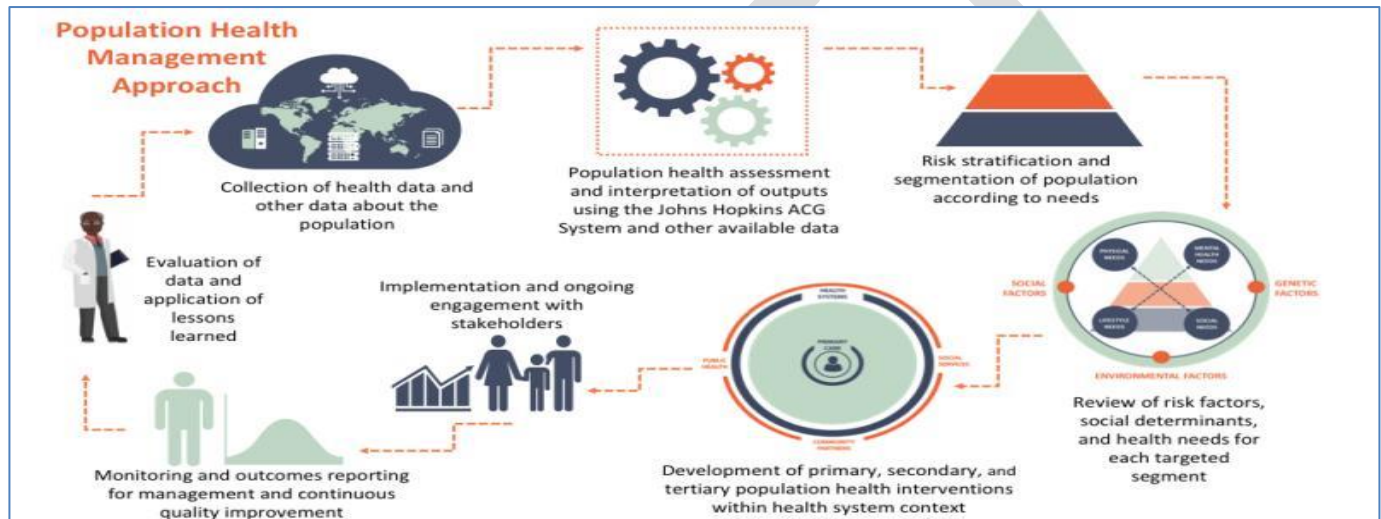 Population Health
Management
Approach
Collection of health data and
other data about the
population
Population health assessment
and interpretation of outputs
using the Johns Hopkins ACG
System and other available data
Risk stratification and
segmentation of population
according to needs
PHYSICAL
NEEDS
MENTAL
HEALTH
NEEDS
SOCIAL
FACTORS
GENETIC
FACTORS
LIFESTYLE
NEEDS
SOCIAL
NEEDS
ENVIRONMENTAL FACTORS
Review of risk factors,
social determinants,
and health needs for
each targeted
segment
HEALTH
SYSTEMS
PRIMARY
CARE
PUBLIC
HEALTH
SOCIAL
SERVICES
COMMUNITY
PARTNERS
Development of primary, secondary, and
tertiary population health interventions
within health system context
Implementation and ongoing
engagement with
stakeholders
Monitoring and outcomes reporting
for management and continuous
quality improvement
Evaluation of
data and
application of
lessons
learned